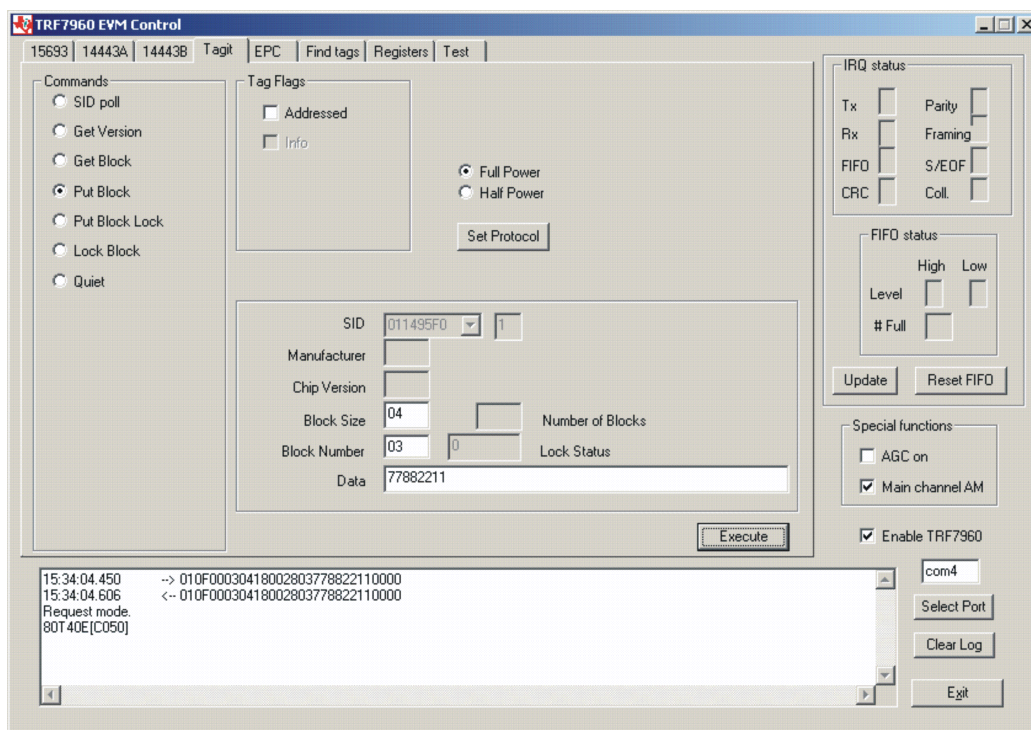 TRF7960 EVM Control
15693 14443A 14443B Tagit EPC Find tags Registers Test
Commands
SID poll
Get Version
Get Block
Put Block
Put Block Lock
Lock Block
Quiet
Tag Flags
Addressed
Info
Full Power
Half Power
Set Protocol
SID 011495F0 1
Manufacturer
Chip Version
Block Size 04 Number of Blocks
Block Number 03 0 Lock Status
Data 77882211
Execute
IRQ status
Tx Parity
Rx Framing
FIFO S/EOF
CRC Coll.
FIFO status
High Low
Level
# Full
Update Reset FIFO
Special functions
AGC on
Main channel AM
Enable TRF7960
com4
Select Port
Clear Log
Exit
15:34:04.450 --> 010F00030418002803778822110000
15:34:04.606 <-- 010F00030418002803778822110000
Request mode.
80T40E[C050]